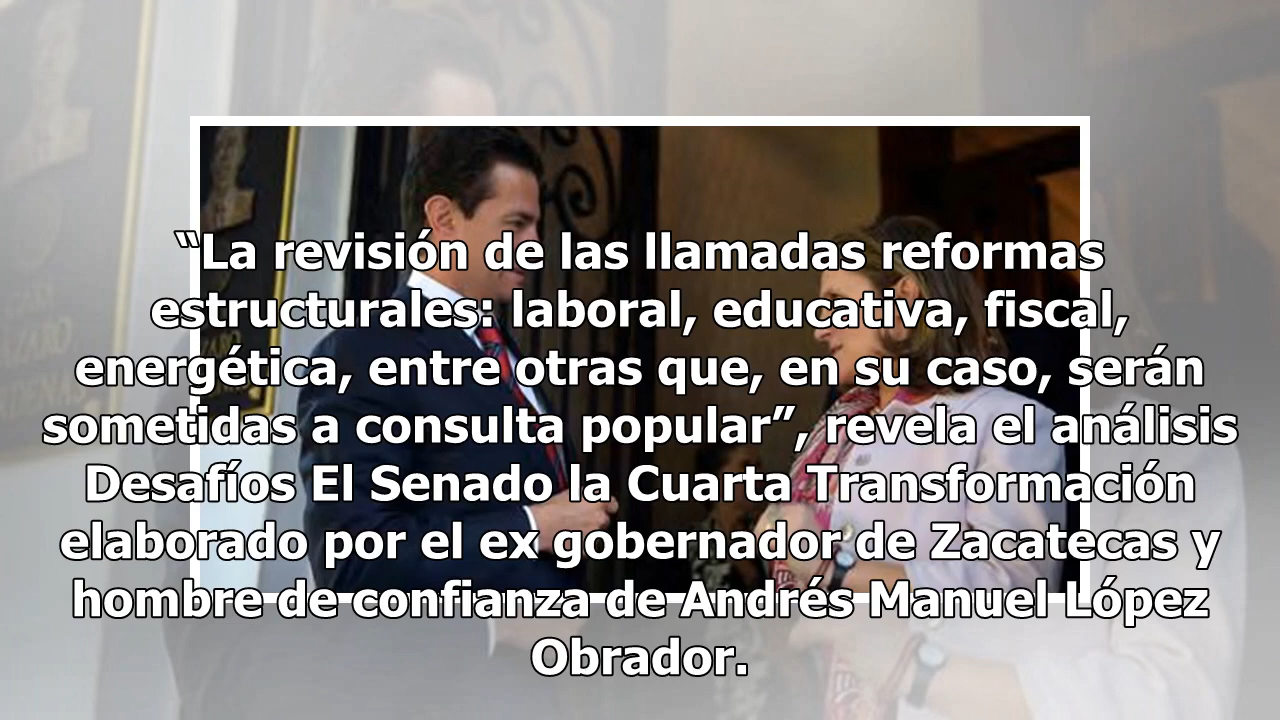 “La revisión de las llamadas reformas
estructurales: laboral, educativa, fiscal,
energética, entre otras que, en su caso, serán
sometidas a consulta popular”, revela el análisis
Desafíos El Senado la Cuarta Transformación
elaborado por el ex gobernador de Zacatecas y
hombre de confianza de Andrés Manuel López
Obrador.